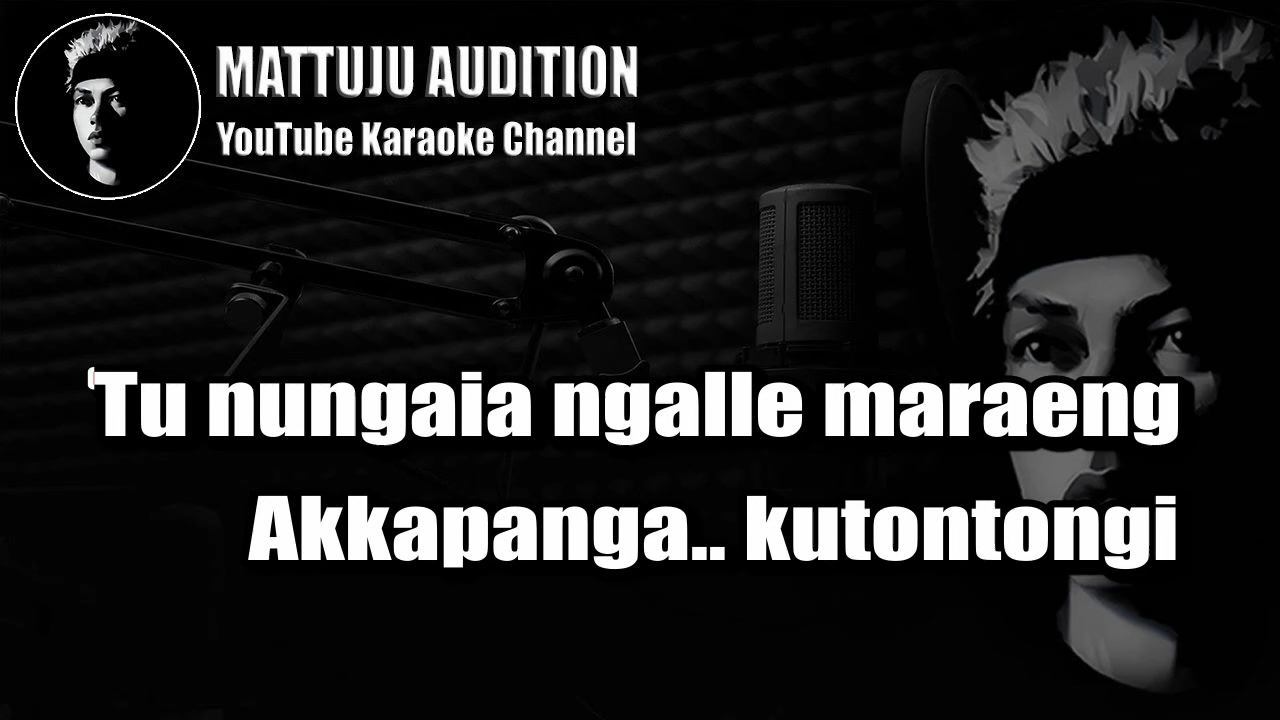 MATTUJU AUDITION
YouTube Karaoke Channel
Tu nungaia ngalle maraeng
Akkapanga.. kutontongi